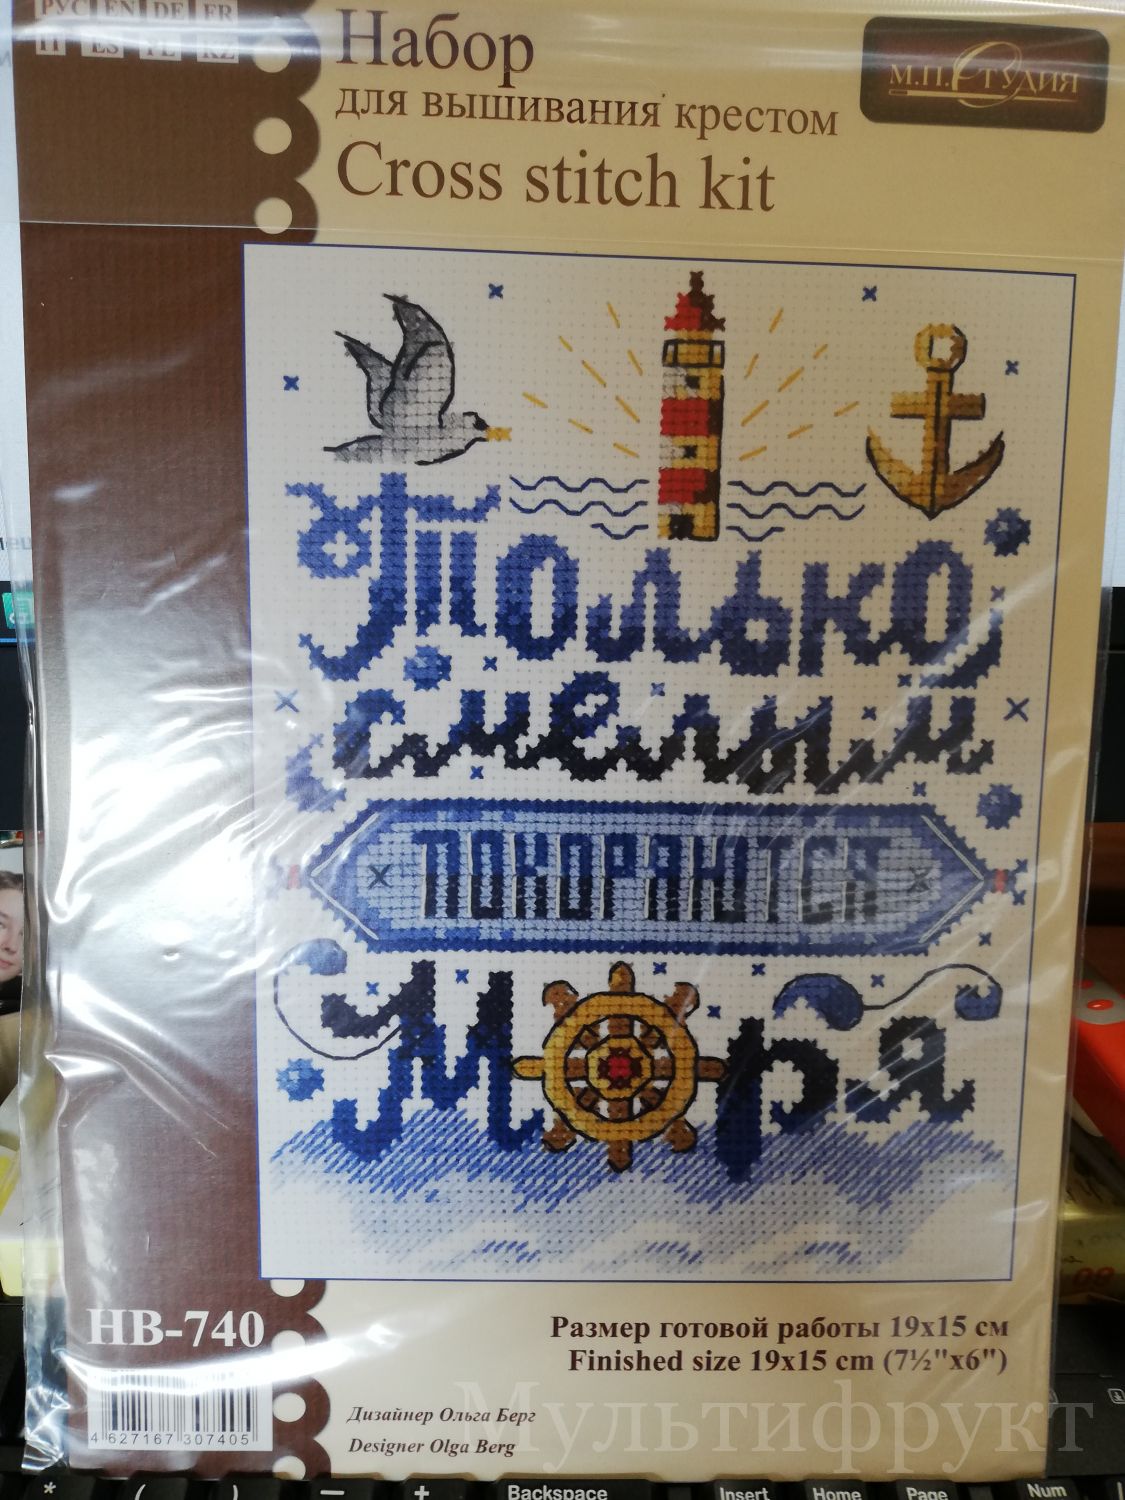 РУС EN DE FR
IT ES PL KZ
Набор
для вышивания крестом
Cross stitch kit
М.П.СТУДИЯ
Только
смелым
ПОКОРЯЮТСЯ
Моря
НВ-740
4 627167 307405
Размер готовой работы 19х15 см
Finished size 19x15 cm (7½"x6")
Дизайнер Ольга Берг
Designer Olga Berg
Мультифрукт
* ( ) — + Backspace Insert Home Page Num